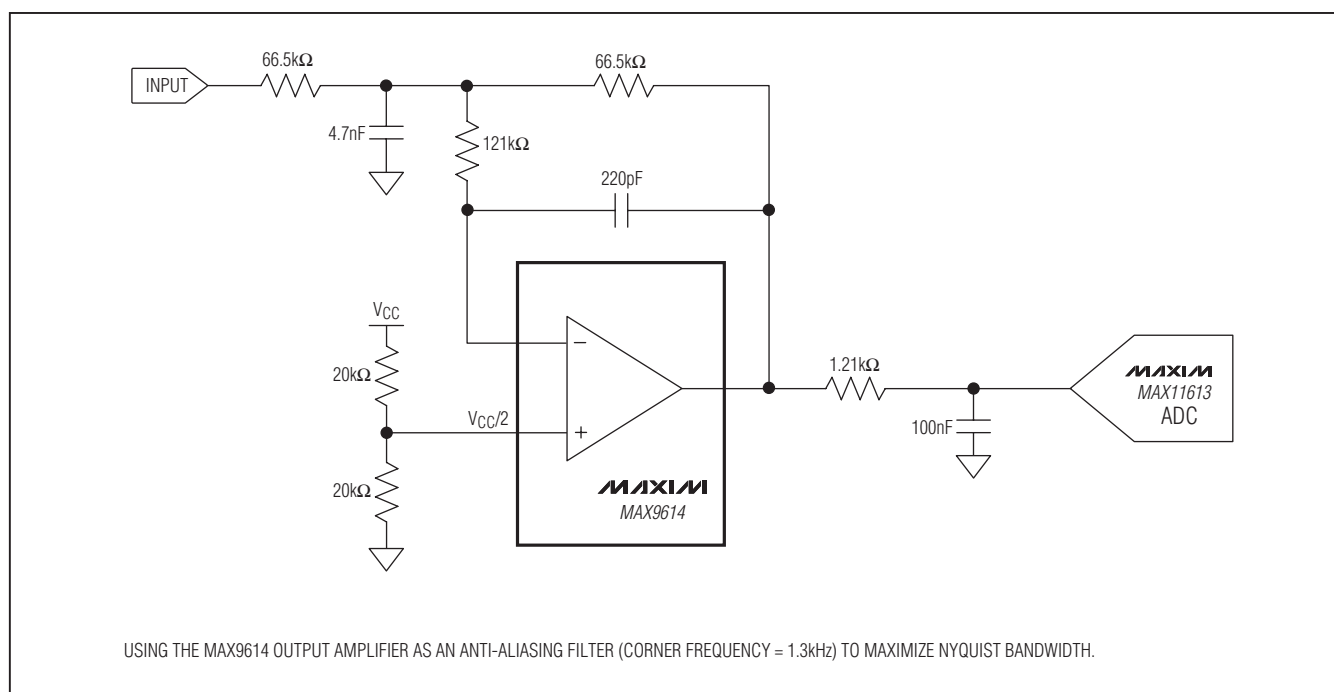 66.5kΩ
66.5kΩ
INPUT
4.7nF
121kΩ
220pF
VCC
20kΩ
−
VCC/2
+
20kΩ
MAXIM
MAX9614
1.21kΩ
100nF
MAXIM
MAX11613
ADC
USING THE MAX9614 OUTPUT AMPLIFIER AS AN ANTI-ALIASING FILTER (CORNER FREQUENCY = 1.3kHz) TO MAXIMIZE NYQUIST BANDWIDTH.